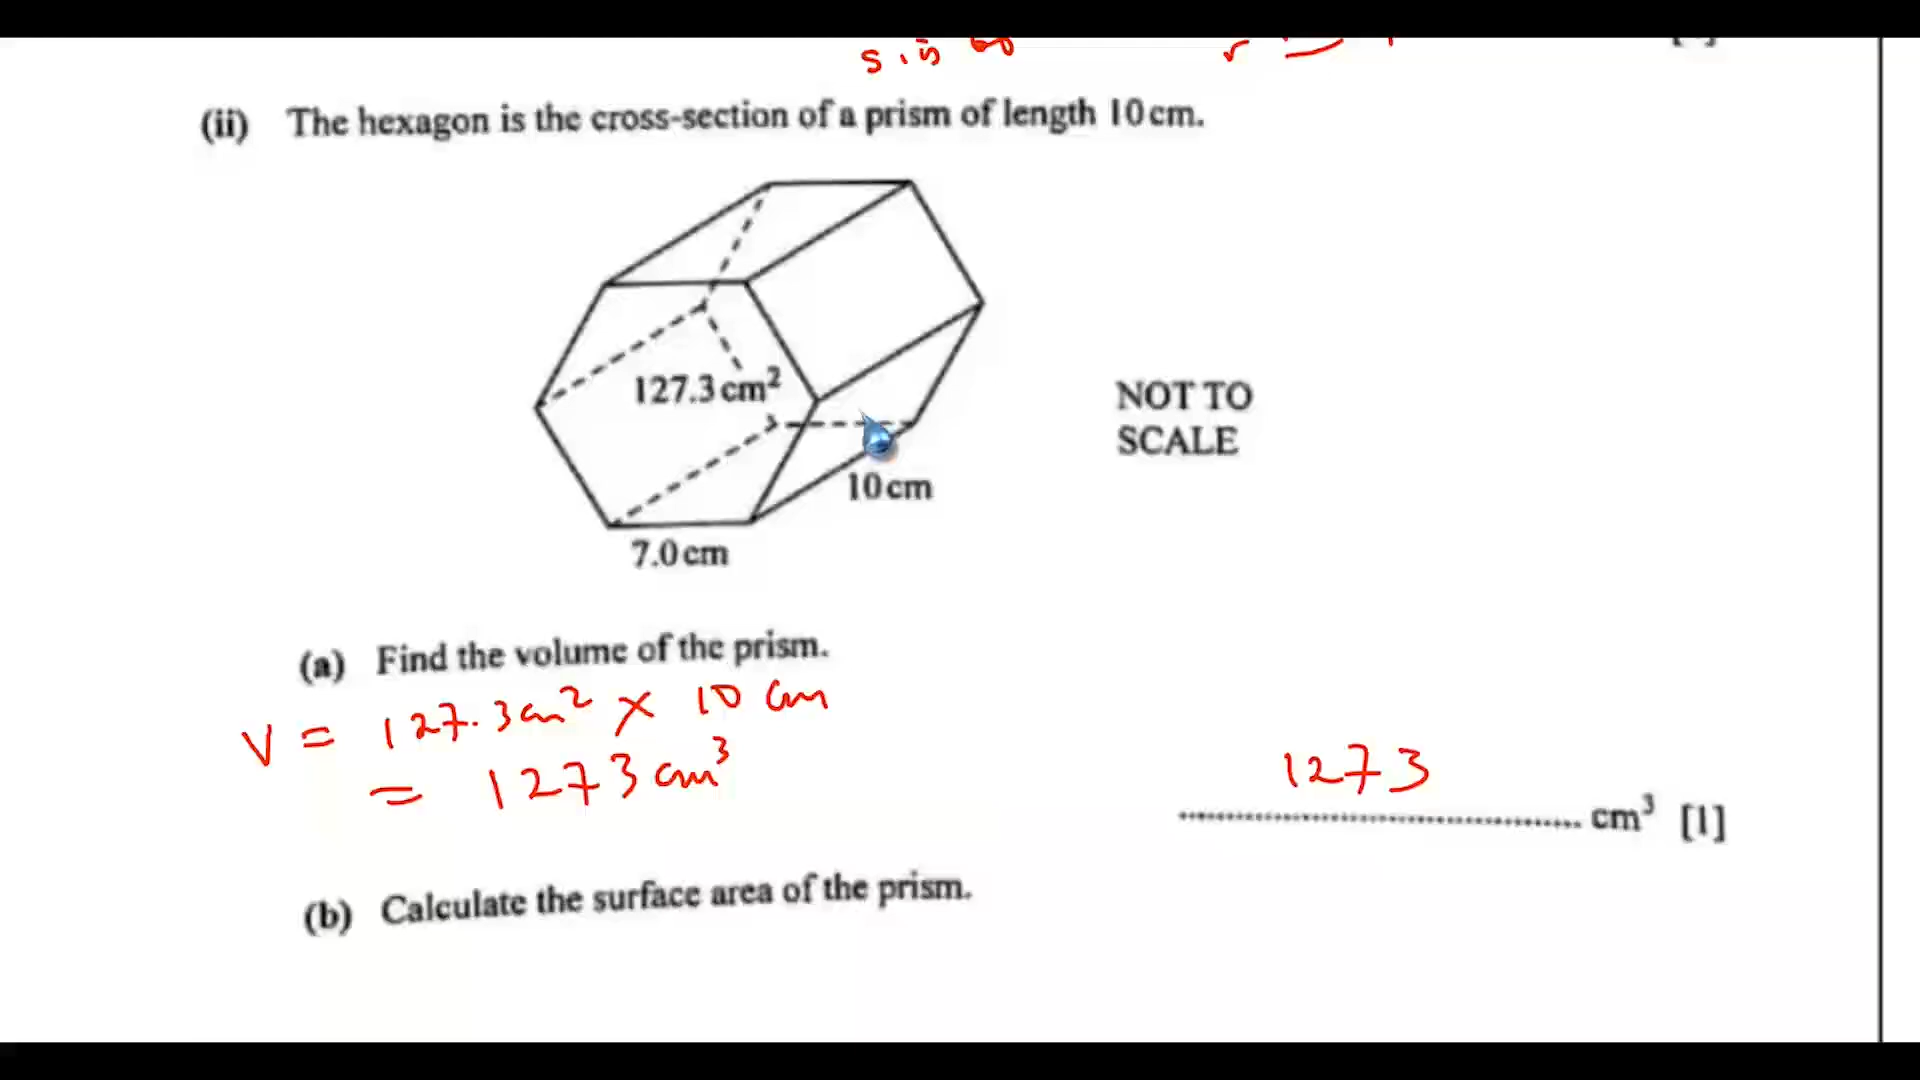 (ii) The hexagon is the cross-section of a prism of length 10 cm.
127.3 cm²
NOT TO
SCALE
10 cm
7.0 cm
(a) Find the volume of the prism.
V = 127.3 cm² × 10 cm
= 1273 cm³
1273
.......................................... cm³ [1]
(b) Calculate the surface area of the prism.